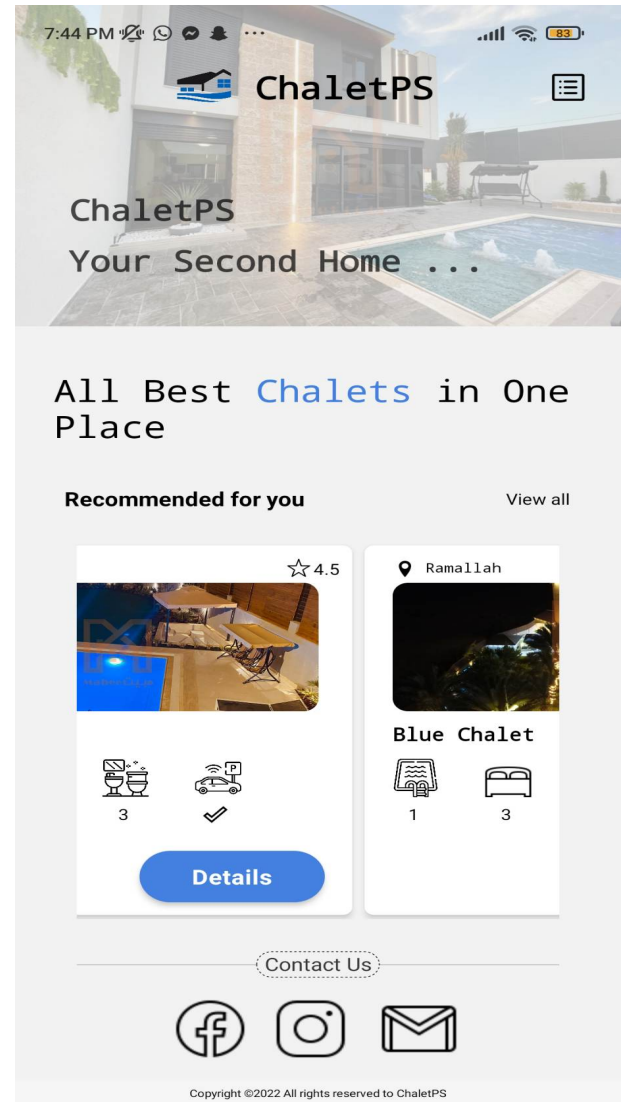 7:44 PM
83
ChaletPS
ChaletPS
Your Second Home ...
All Best Chalets in One
Place
Recommended for you
View all
4.5
Ramallah
Blue Chalet
3
1
3
P
Details
Contact Us
Copyright ©2022 All rights reserved to ChaletPS